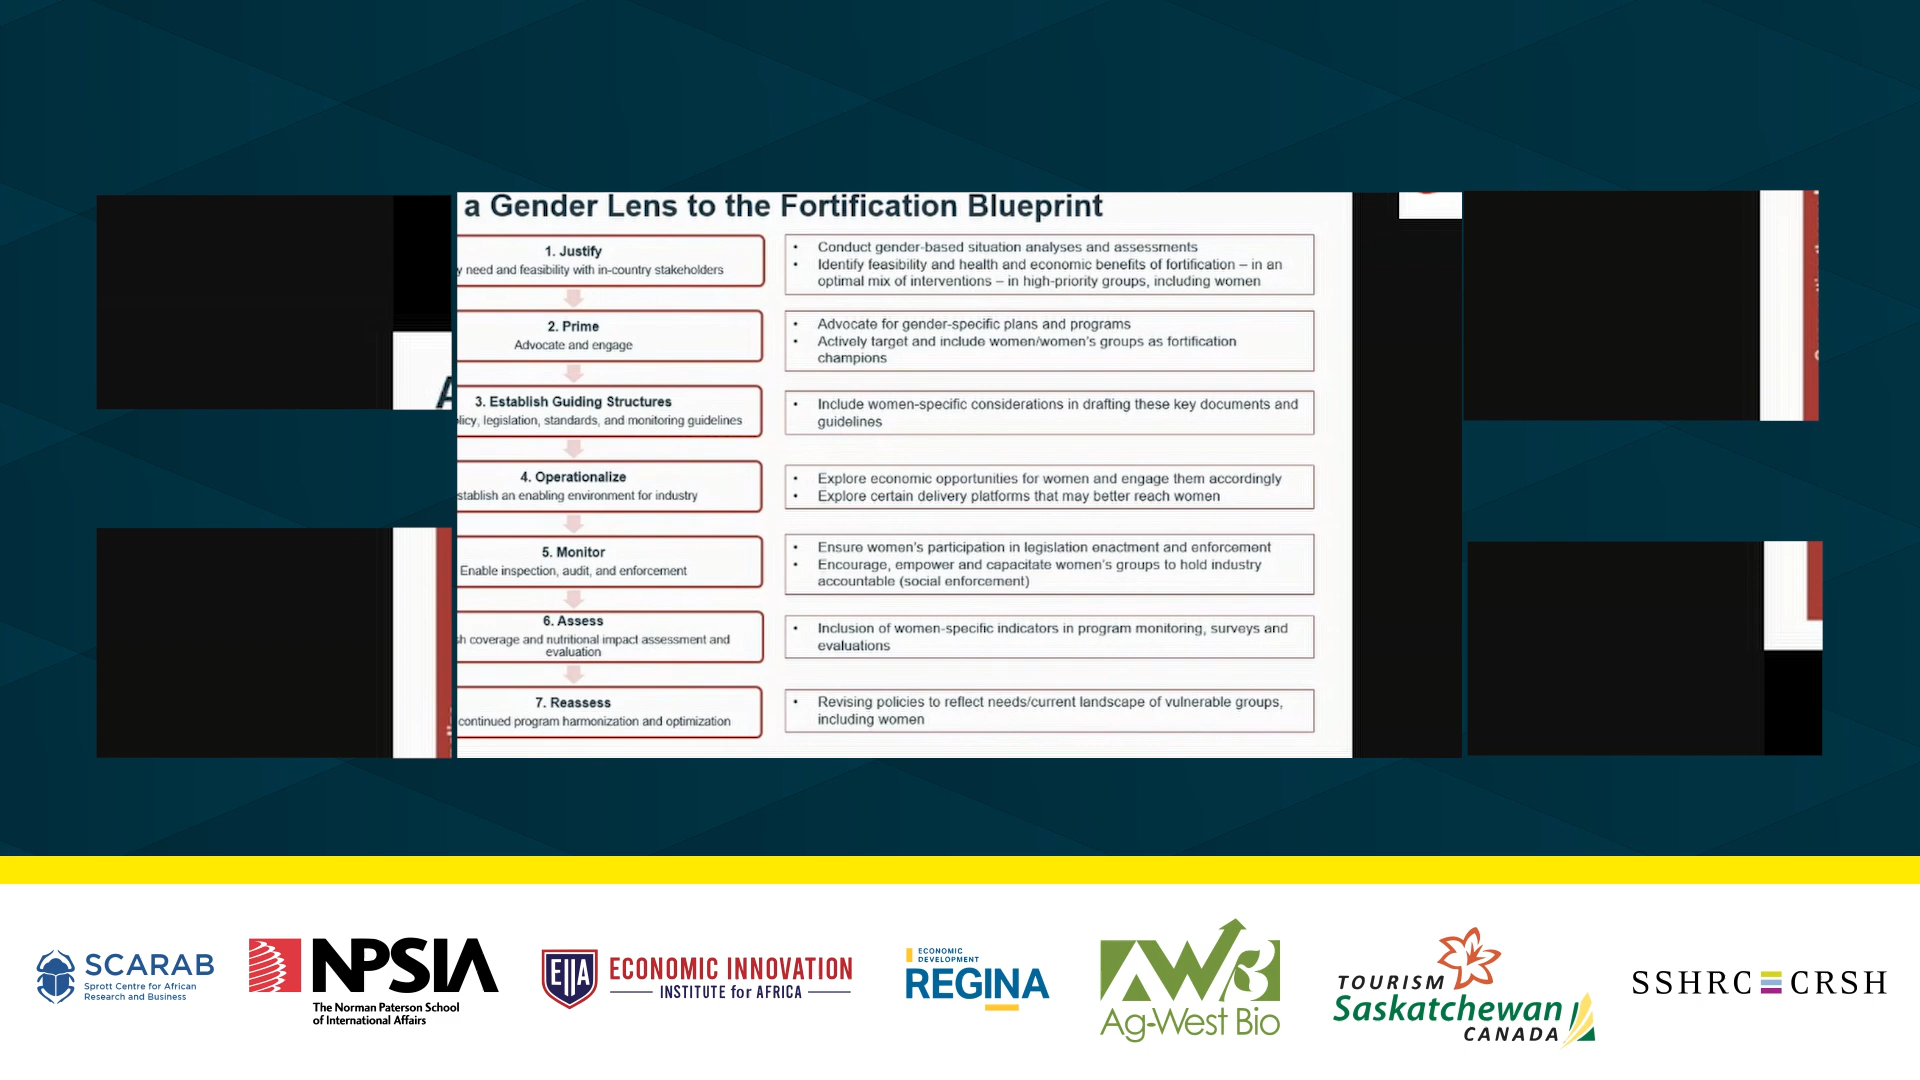 a Gender Lens to the Fortification Blueprint
1. Justify
need and feasibility with in-country stakeholders
• Conduct gender-based situation analyses and assessments
• Identify feasibility and health and economic benefits of fortification – in an
optimal mix of interventions – in high-priority groups, including women
2. Prime
Advocate and engage
• Advocate for gender-specific plans and programs
• Actively target and include women/women's groups as fortification
champions
3. Establish Guiding Structures
legislation, standards, and monitoring guidelines
• Include women-specific considerations in drafting these key documents and
guidelines
4. Operationalize
an enabling environment for industry
• Explore economic opportunities for women and engage them accordingly
• Explore certain delivery platforms that may better reach women
5. Monitor
Enable inspection, audit, and enforcement
• Ensure women's participation in legislation enactment and enforcement
• Encourage, empower and capacitate women's groups to hold industry
accountable (social enforcement)
6. Assess
coverage and nutritional impact assessment and
evaluation
• Inclusion of women-specific indicators in program monitoring, surveys and
evaluations
7. Reassess
continued program harmonization and optimization
• Revising policies to reflect needs/current landscape of vulnerable groups,
including women
SCARAB
Sprott Centre for African
Research and Business
NPSIA
The Norman Paterson School
of International Affairs
EIIA
ECONOMIC INNOVATION
INSTITUTE for AFRICA
ECONOMIC
DEVELOPMENT
REGINA
AWB
Ag-West Bio
TOURISM
Saskatchewan
CANADA
SSHRC CRSH